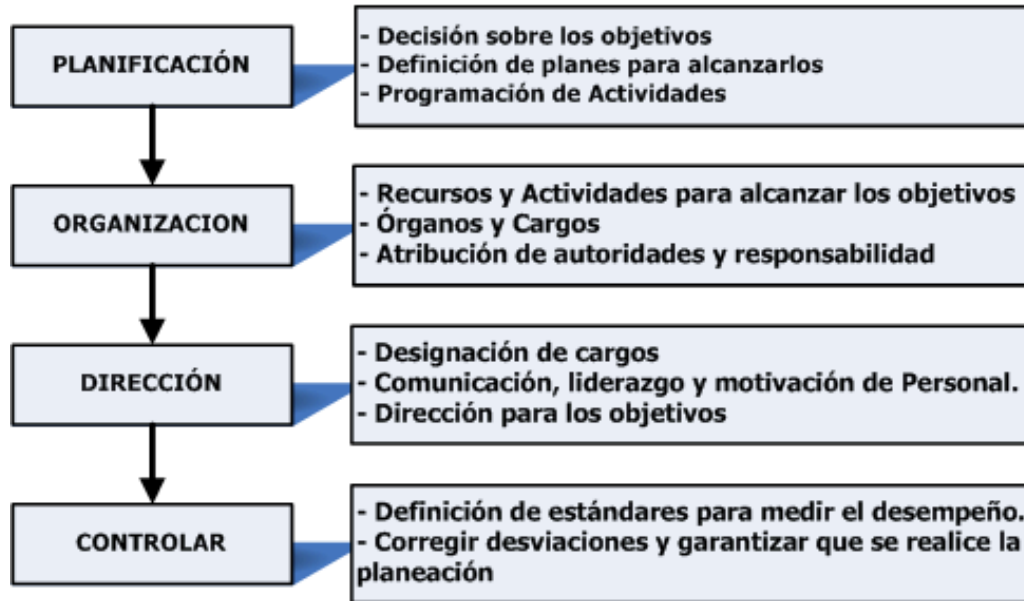 PLANIFICACIÓN
- Decisión sobre los objetivos
- Definición de planes para alcanzarlos
- Programación de Actividades
ORGANIZACION
- Recursos y Actividades para alcanzar los objetivos
- Órganos y Cargos
- Atribución de autoridades y responsabilidad
DIRECCIÓN
- Designación de cargos
- Comunicación, liderazgo y motivación de Personal.
- Dirección para los objetivos
CONTROLAR
- Definición de estándares para medir el desempeño.
- Corregir desviaciones y garantizar que se realice la
planeación